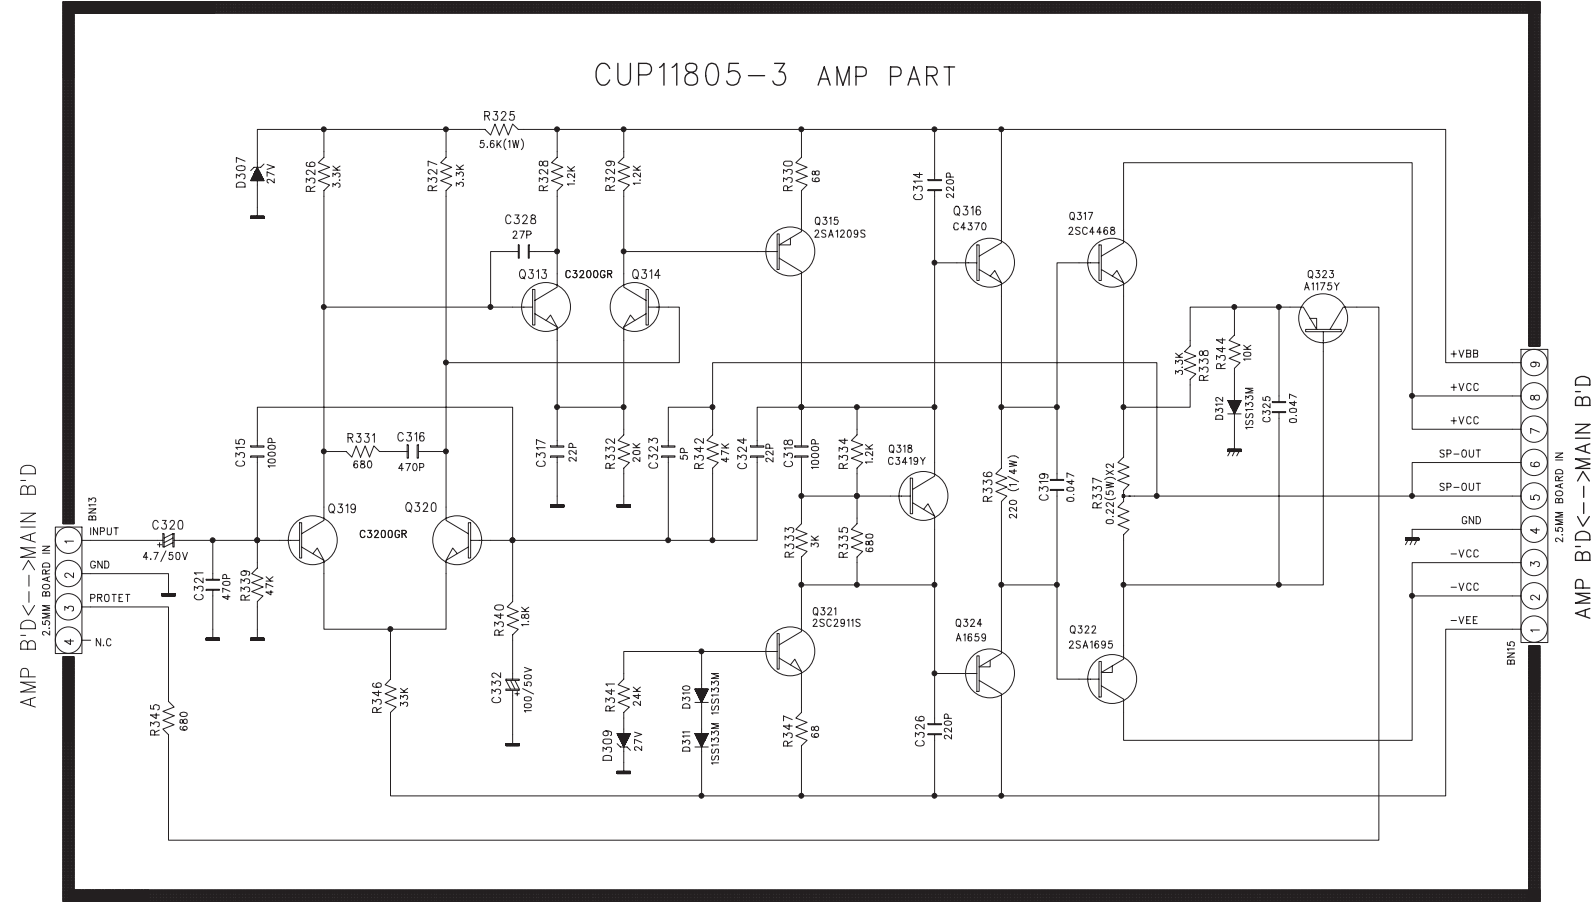 CUP11805-3 AMP PART
R325
5.6K(1W)
D307
27V
R326
3.3K
R327
3.3K
R328
1.2K
R329
1.2K
R330
68
C314
220P
Q316
C4370
Q317
2SC4468
Q315
2SA1209S
C328
27P
Q313
C3200GR
Q314
Q323
A1175Y
3.3K
R338
R344
10K
D312
1SS133M
C325
0.047
+VBB
9
+VCC
8
+VCC
7
SP-OUT
6
SP-OUT
5
GND
4
-VCC
3
-VCC
2
-VEE
1
BN15
2.5MM BOARD IN
AMP B'D<-->MAIN B'D
C315
1000P
R331
680
C316
470P
C317
22P
R332
20K
C323
5P
R342
47K
C324
22P
C318
1000P
R334
1.2K
Q318
C3419Y
R336
220 (1/4W)
C319
0.047
R337
0.22(5W)X2
AMP B'D<-->MAIN B'D
2.5MM BOARD IN
BN13
1
INPUT
2
GND
3
PROTET
4
N.C
C320
+
4.7/50V
C321
470P
R339
47K
Q319
C3200GR
Q320
R333
3K
R335
680
R340
1.8K
C332
+
100/50V
R346
33K
R345
680
Q321
2SC2911S
R341
24K
D309
27V
D310
1SS133M
D311
1SS133M
R347
68
Q324
A1659
C326
220P
Q322
2SA1695